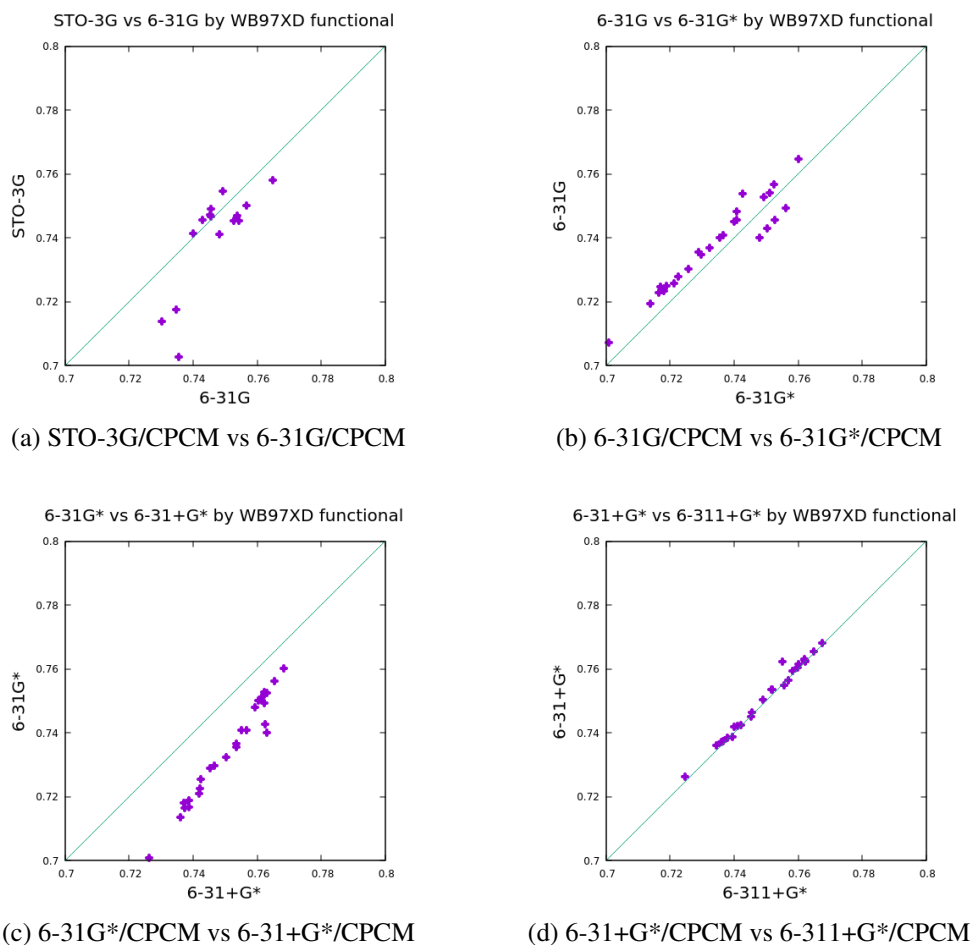 STO-3G vs 6-31G by WB97XD functional
0.8
0.78
0.76
0.74
0.72
0.7
STO-3G
0.7 0.72 0.74 0.76 0.78 0.8
6-31G
(a) STO-3G/CPCM vs 6-31G/CPCM
6-31G vs 6-31G* by WB97XD functional
0.8
0.78
0.76
0.74
0.72
0.7
6-31G
0.7 0.72 0.74 0.76 0.78 0.8
6-31G*
(b) 6-31G/CPCM vs 6-31G*/CPCM
6-31G* vs 6-31+G* by WB97XD functional
0.8
0.78
0.76
0.74
0.72
0.7
6-31G*
0.7 0.72 0.74 0.76 0.78 0.8
6-31+G*
(c) 6-31G*/CPCM vs 6-31+G*/CPCM
6-31+G* vs 6-311+G* by WB97XD functional
0.8
0.78
0.76
0.74
0.72
0.7
6-31+G*
0.7 0.72 0.74 0.76 0.78 0.8
6-311+G*
(d) 6-31+G*/CPCM vs 6-311+G*/CPCM